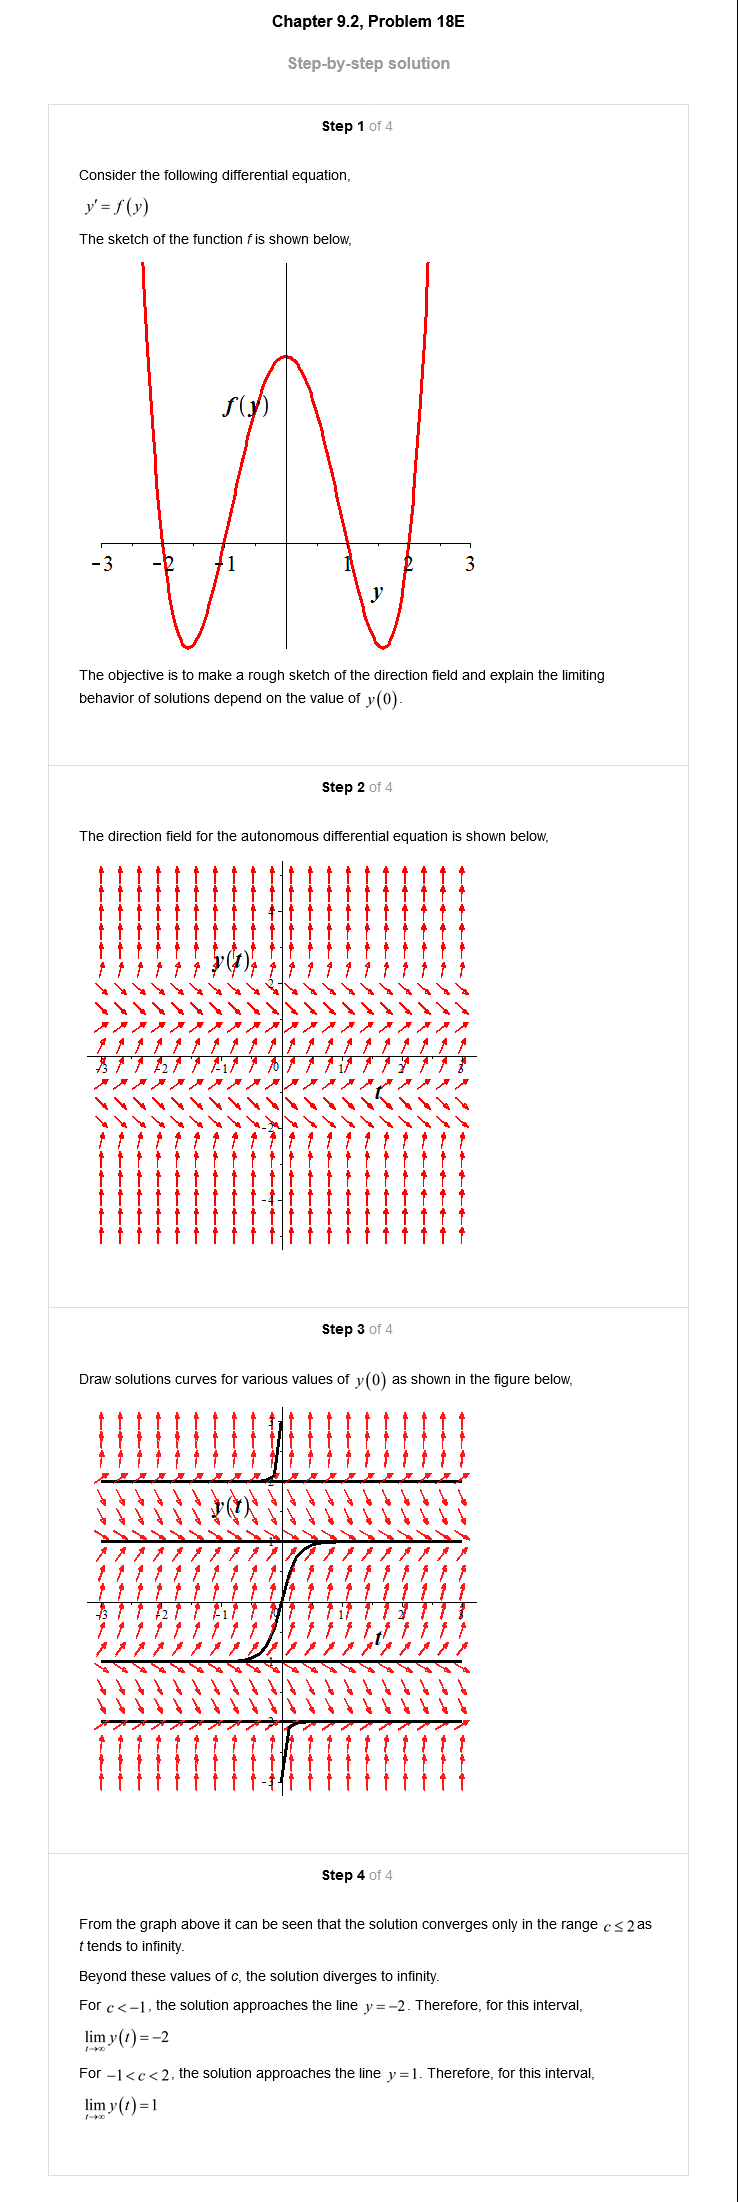 Chapter 9.2, Problem 18E
Step-by-step solution
Step 1 of 4
Consider the following differential equation,
y′ = f(y)
The sketch of the function f is shown below,
f(y)
-3 -2 -1 1 2 3
y
The objective is to make a rough sketch of the direction field and explain the limiting
behavior of solutions depend on the value of y(0).
Step 2 of 4
The direction field for the autonomous differential equation is shown below,
4
y(t)
2
-3 -2 -1 0 1 2 3
t
-2
-4
Step 3 of 4
Draw solutions curves for various values of y(0) as shown in the figure below,
3
2
y(t)
1
-3 -2 -1 0 1 2 3
t
-1
-2
-3
Step 4 of 4
From the graph above it can be seen that the solution converges only in the range c ≤ 2 as
t tends to infinity.
Beyond these values of c, the solution diverges to infinity.
For c < −1, the solution approaches the line y = −2. Therefore, for this interval,
lim y(t) = −2
t→∞
For −1 < c < 2, the solution approaches the line y = 1. Therefore, for this interval,
lim y(t) = 1
t→∞